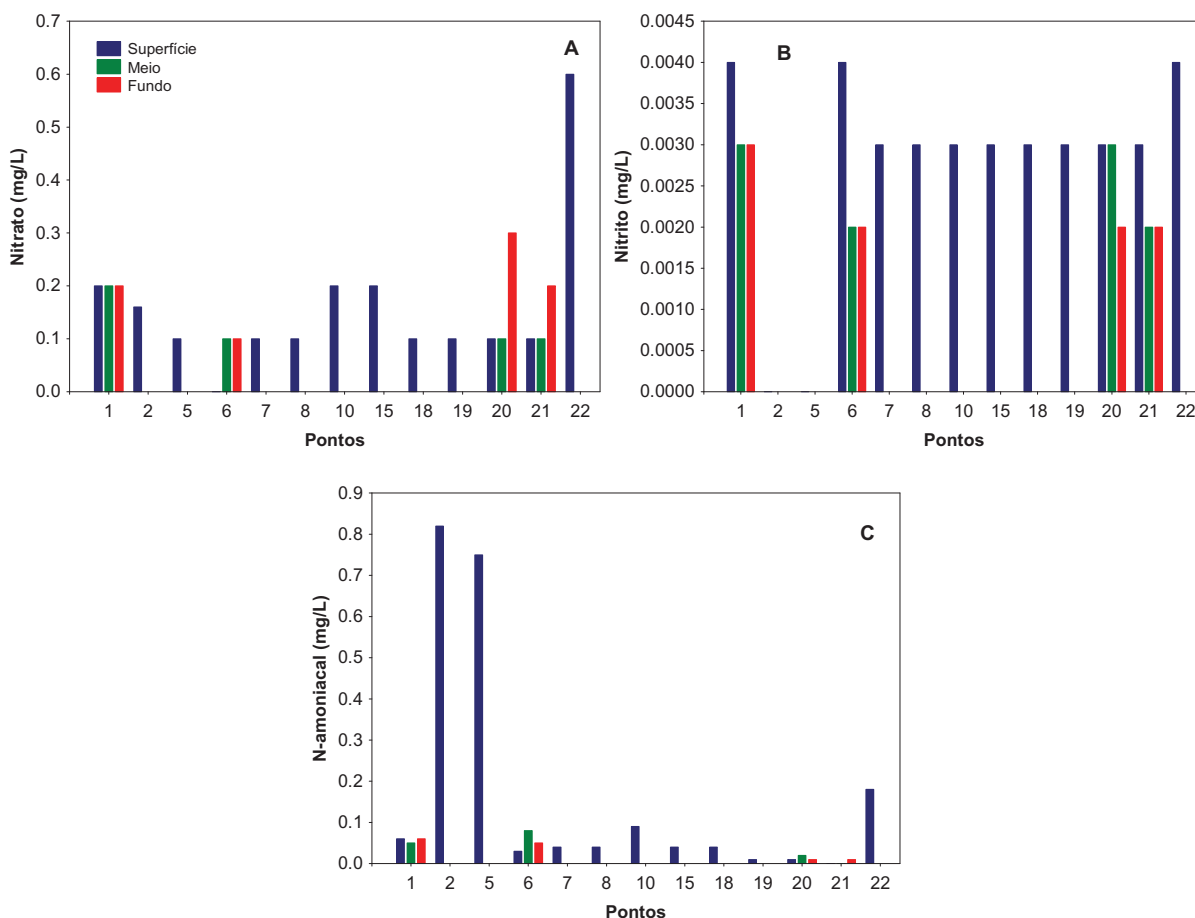 A
Superfície
Meio
Fundo
Nitrato (mg/L)
0.7
0.6
0.5
0.4
0.3
0.2
0.1
0.0
1 2 5 6 7 8 10 15 18 19 20 21 22
Pontos
B
Nitrito (mg/L)
0.0045
0.0040
0.0035
0.0030
0.0025
0.0020
0.0015
0.0010
0.0005
0.0000
1 2 5 6 7 8 10 15 18 19 20 21 22
Pontos
C
N-amoniacal (mg/L)
0.9
0.8
0.7
0.6
0.5
0.4
0.3
0.2
0.1
0.0
1 2 5 6 7 8 10 15 18 19 20 21 22
Pontos